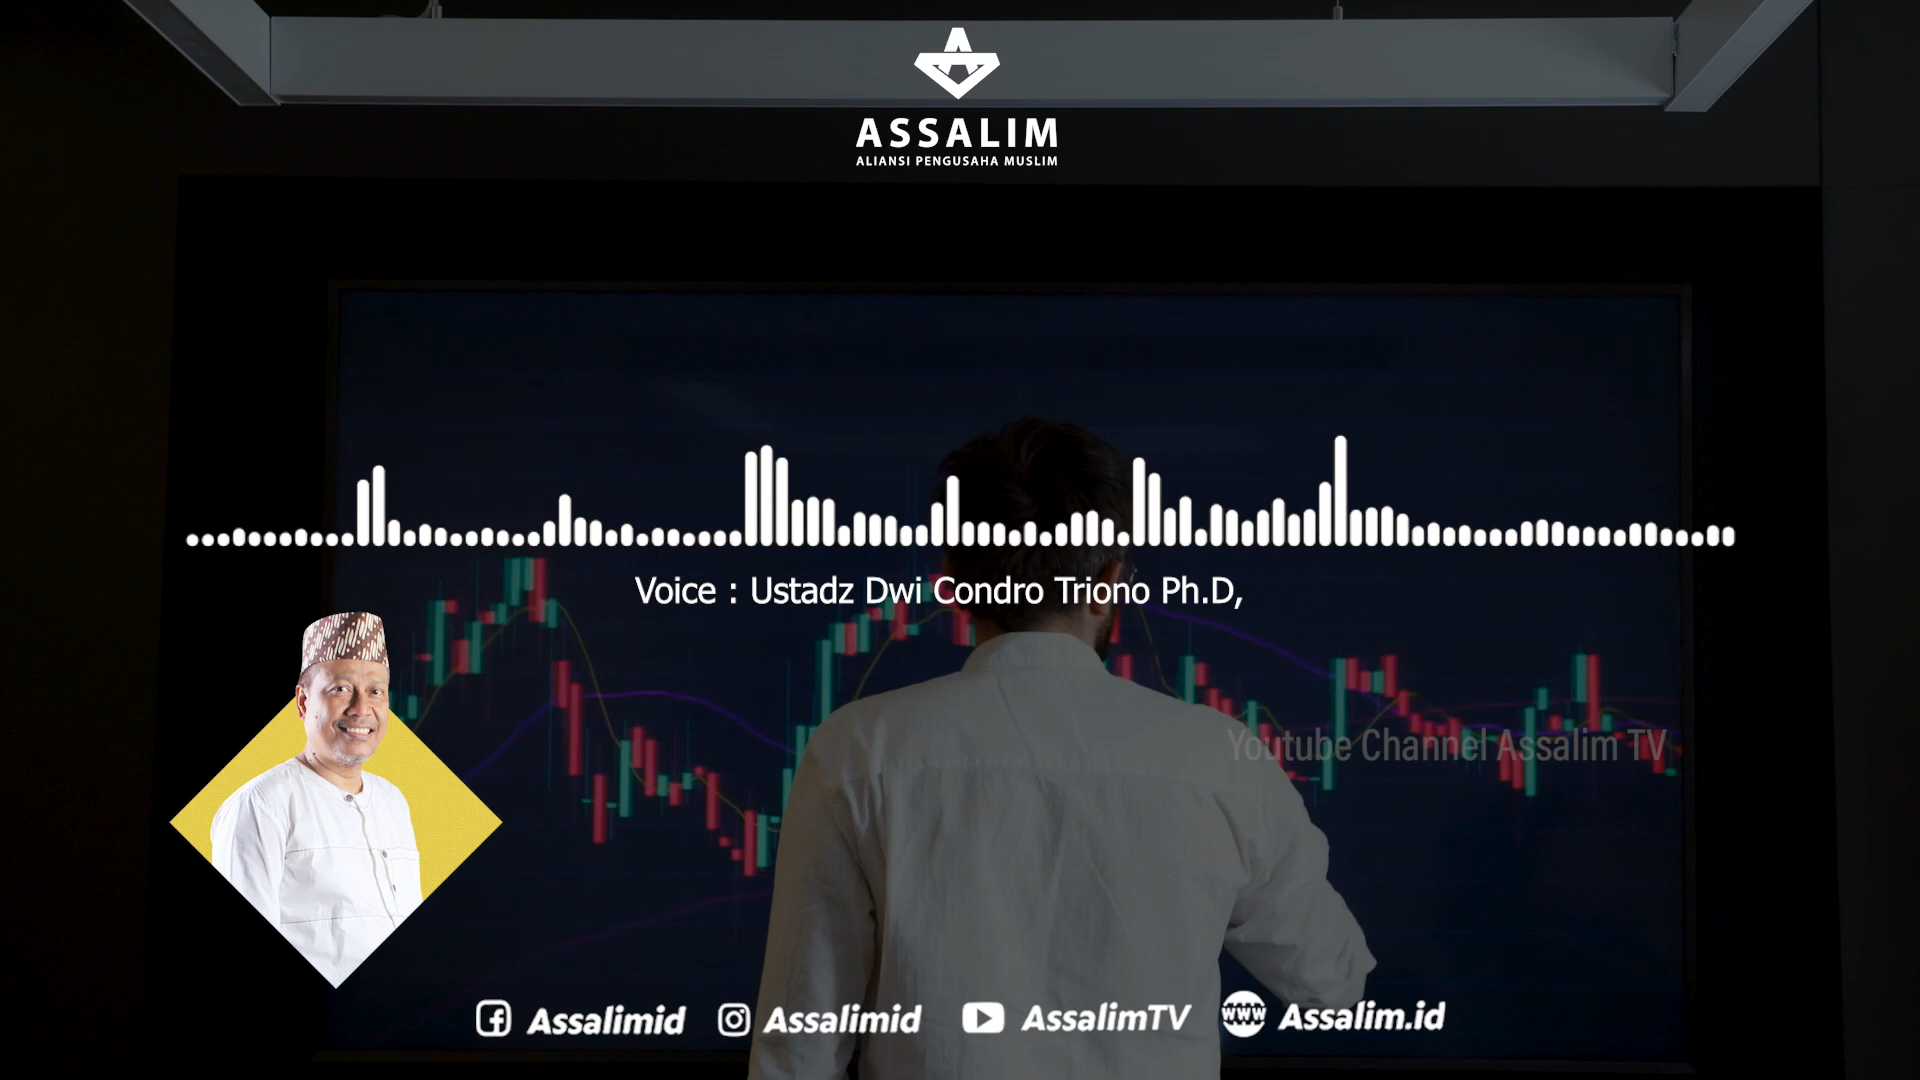 ASSALIM
ALIANSI PENGUSAHA MUSLIM
Voice : Ustadz Dwi Condro Triono Ph.D,
Youtube Channel Assalim TV
Assalimid
Assalimid
AssalimTV
www
Assalim.id